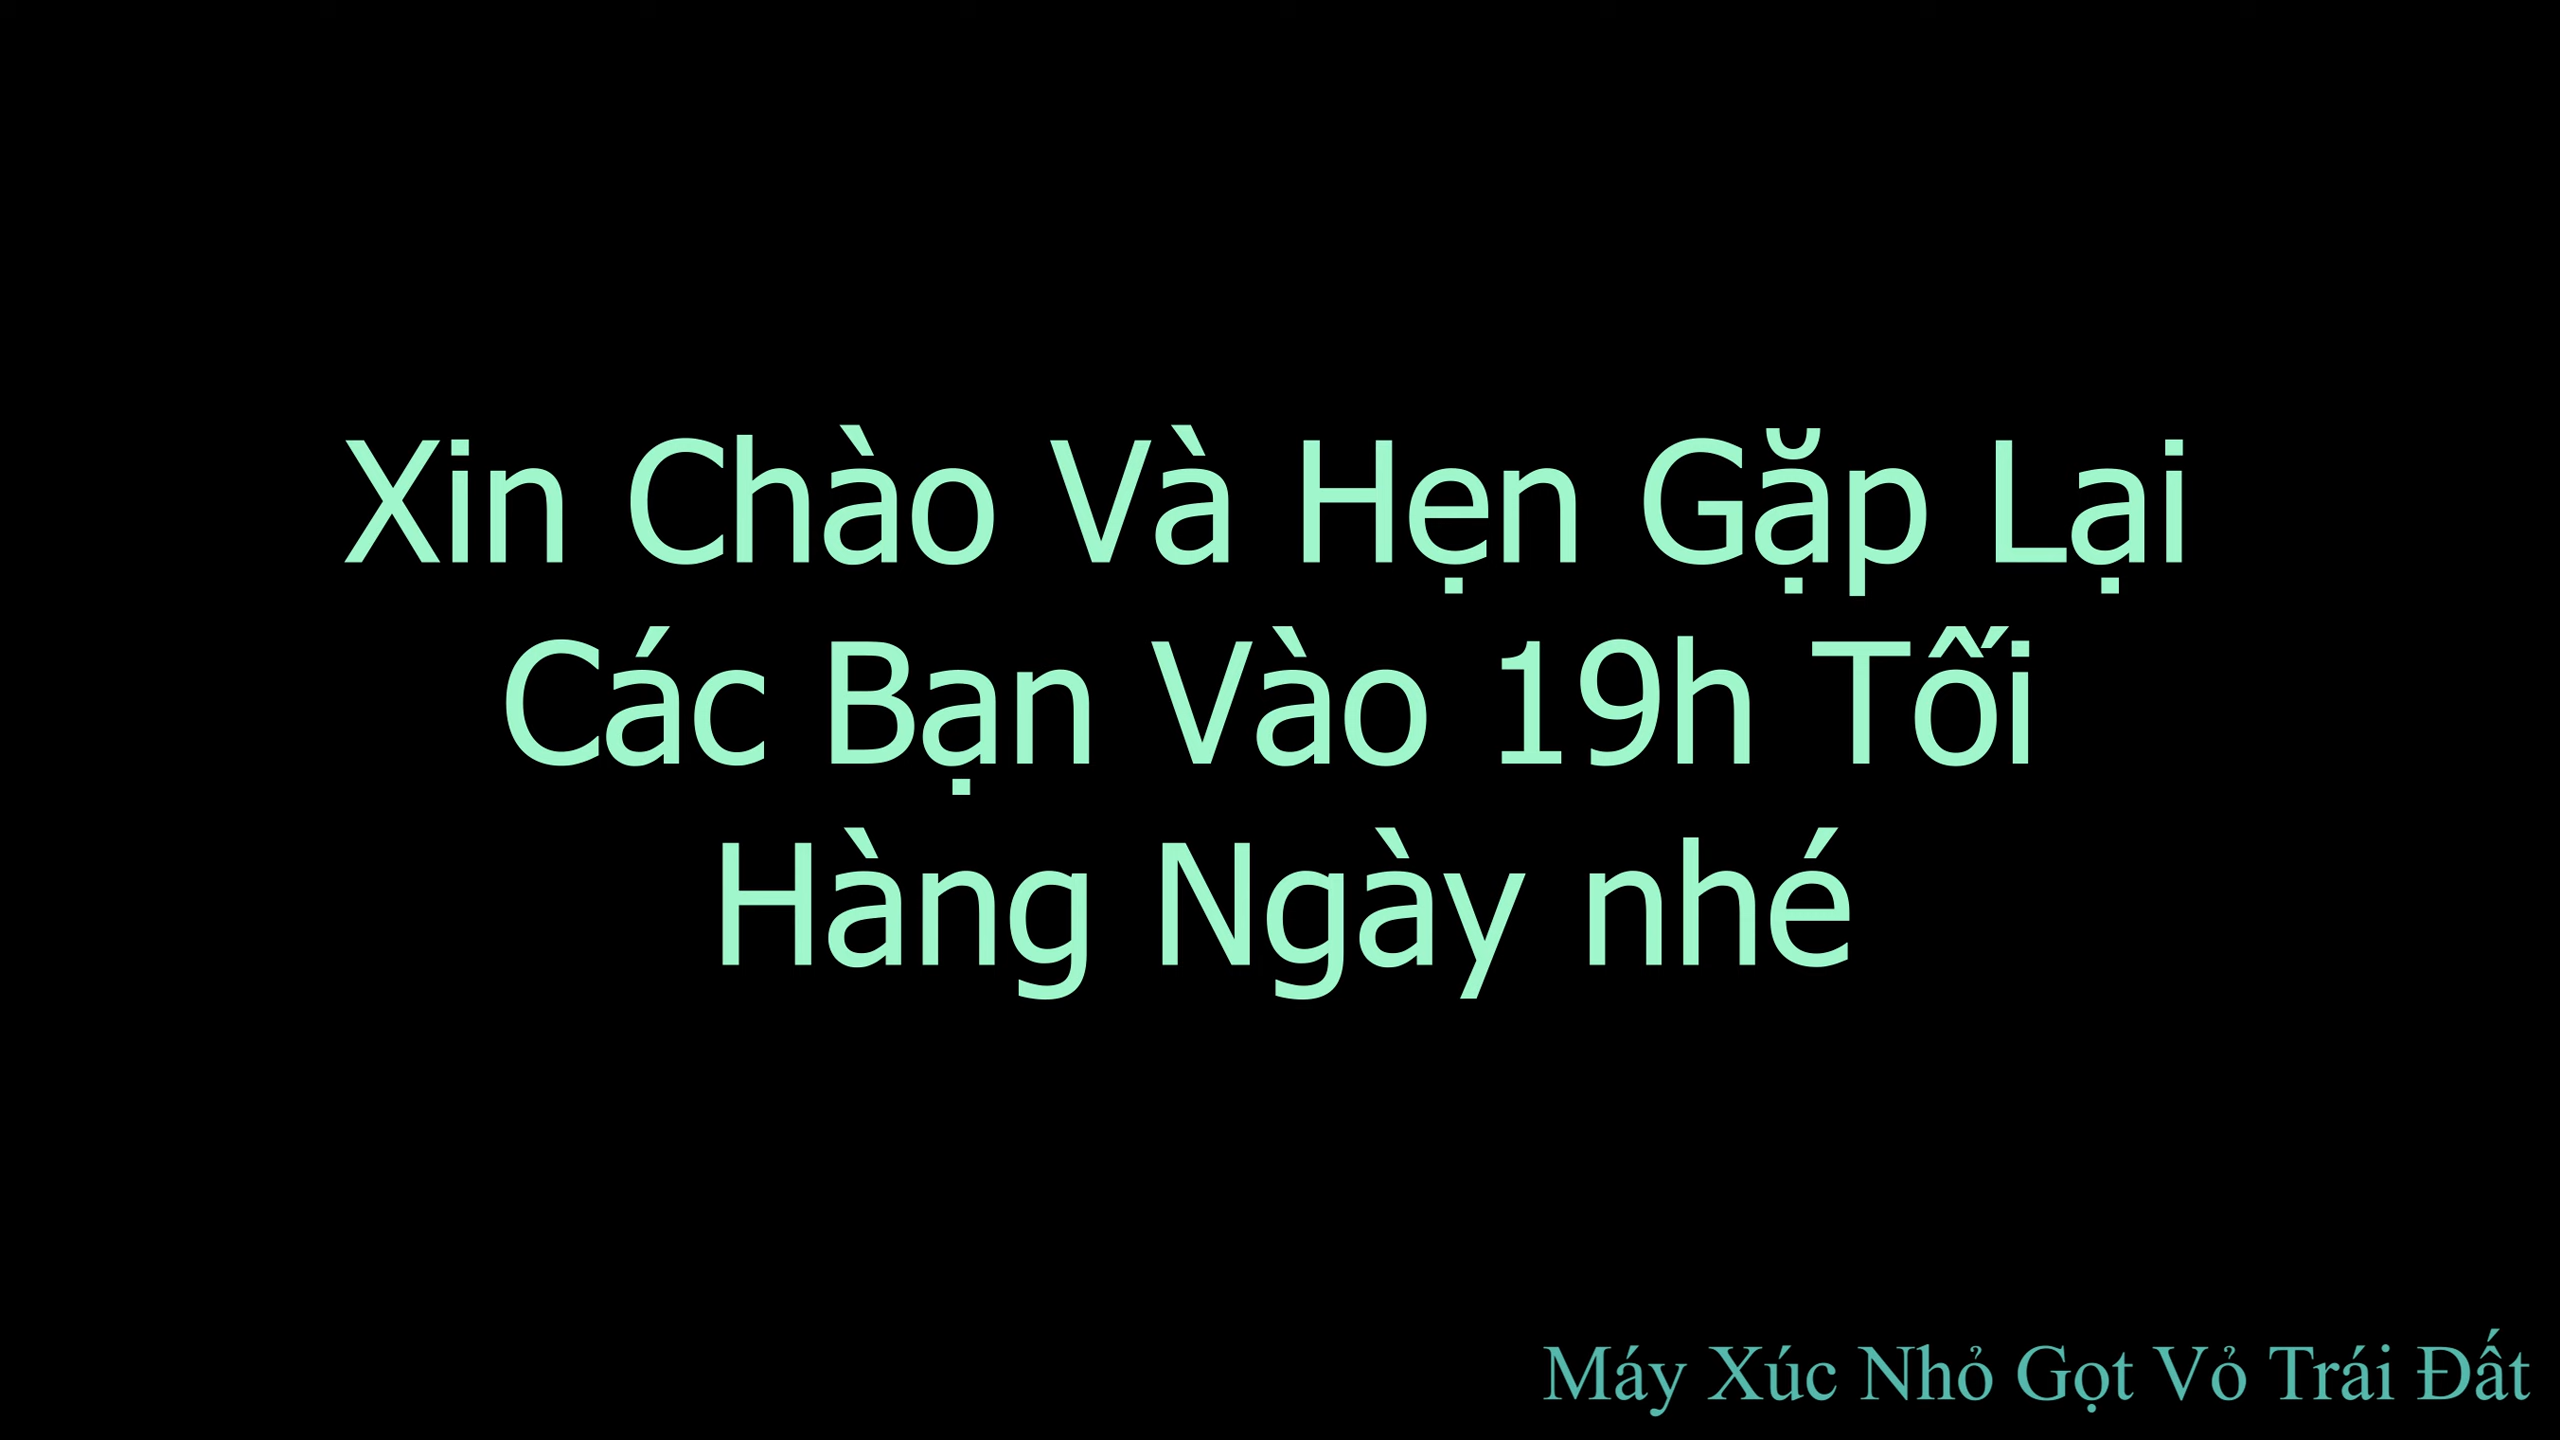 Xin Chào Và Hẹn Gặp Lại
Các Bạn Vào 19h Tối
Hàng Ngày nhé
Máy Xúc Nhỏ Gọt Vỏ Trái Đất